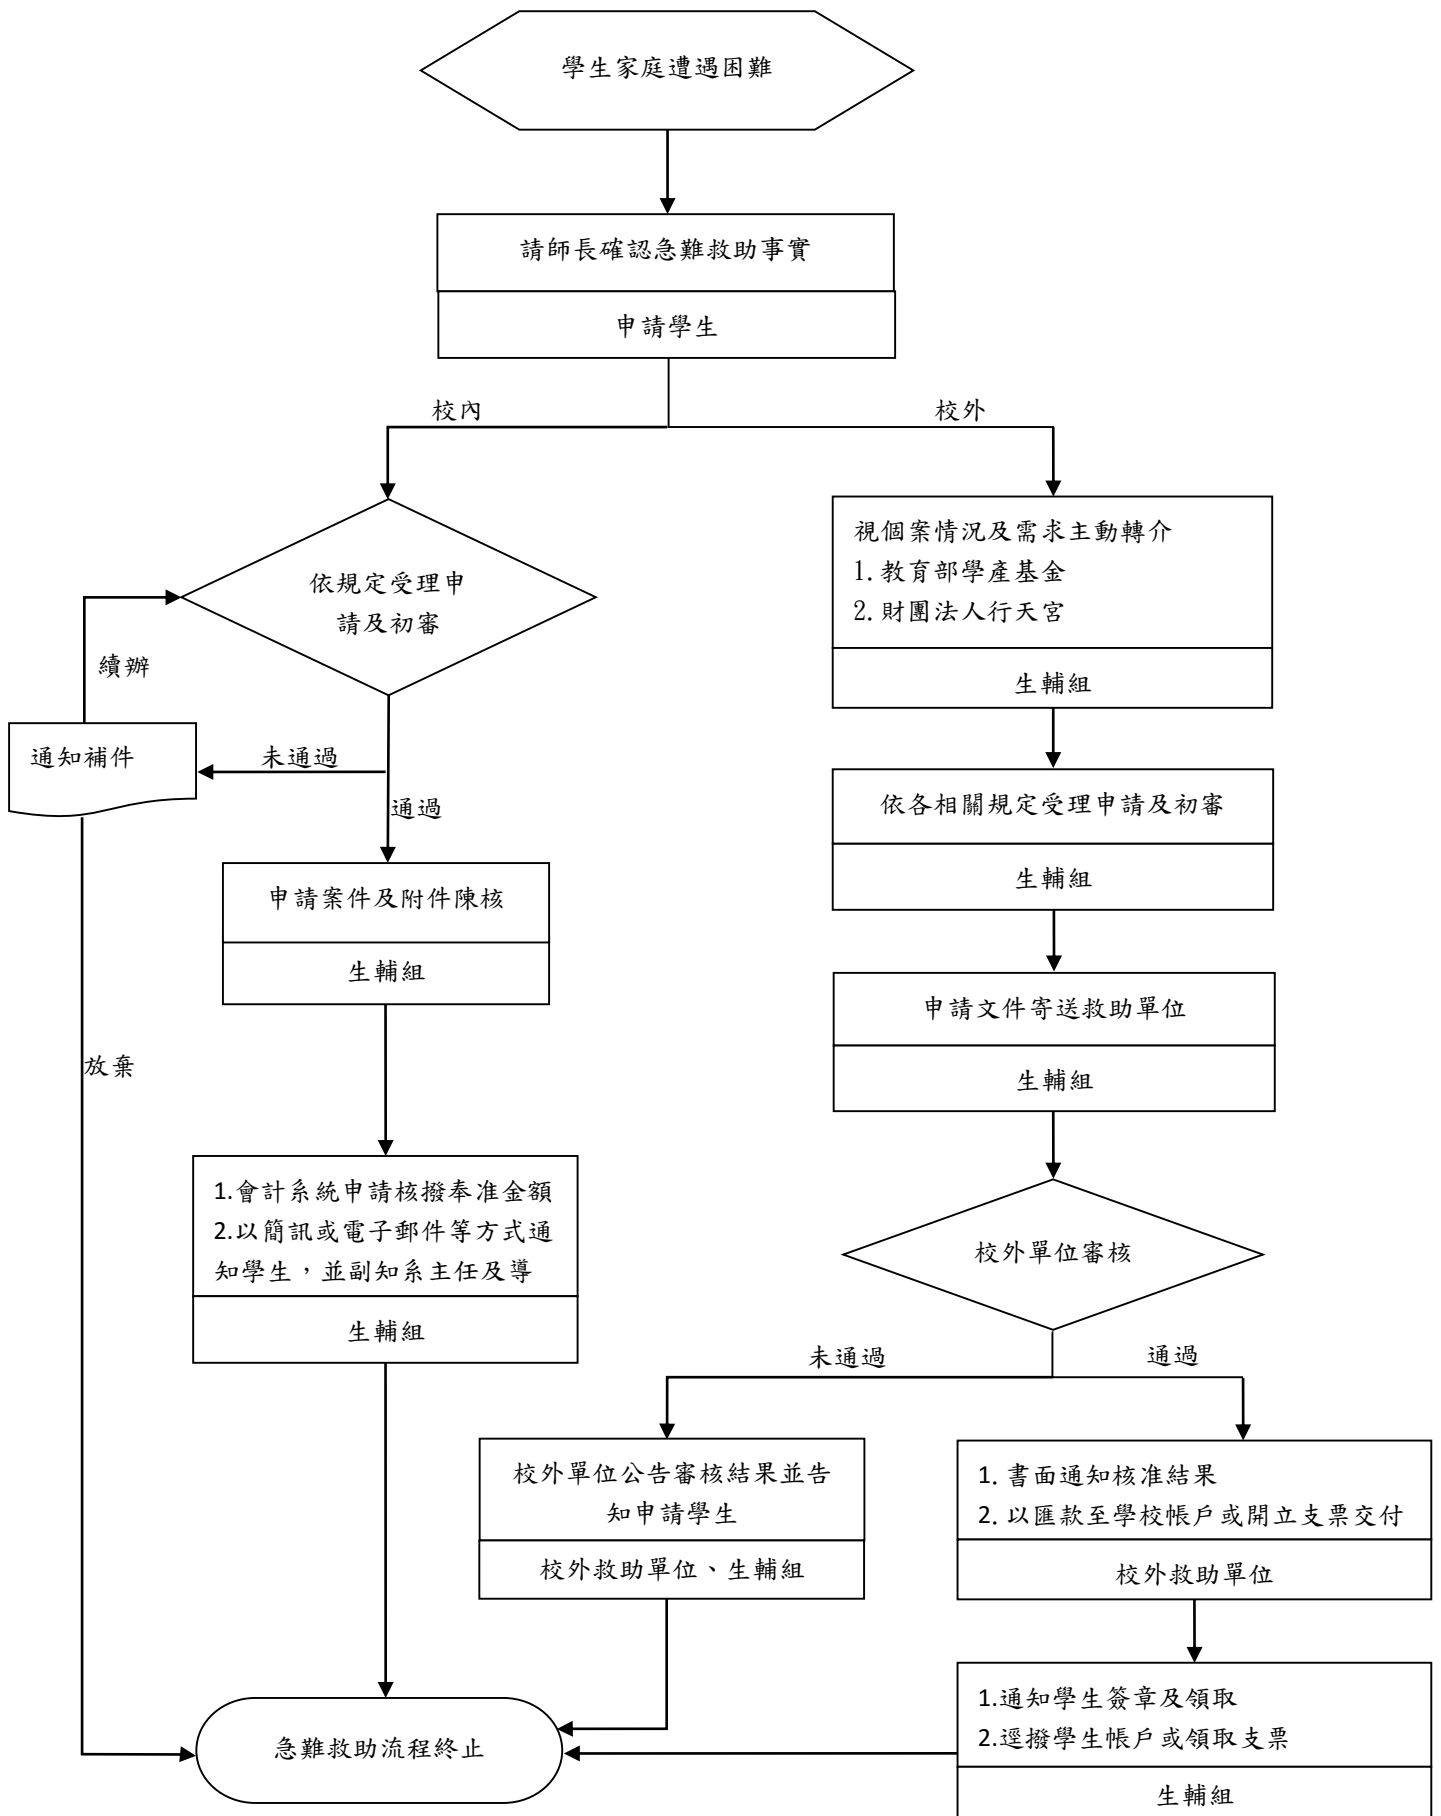 學生家庭遭遇困難
請師長確認急難救助事實
申請學生
校內
校外
依規定受理申
請及初審
視個案情況及需求主動轉介
1. 教育部學產基金
2. 財團法人行天宮
生輔組
續辦
通知補件
未通過
通過
依各相關規定受理申請及初審
生輔組
申請案件及附件陳核
生輔組
申請文件寄送救助單位
生輔組
放棄
1.會計系統申請核撥奉准金額
2.以簡訊或電子郵件等方式通
知學生，並副知系主任及導
生輔組
校外單位審核
未通過
通過
校外單位公告審核結果並告
知申請學生
校外救助單位、生輔組
1. 書面通知核准結果
2. 以匯款至學校帳戶或開立支票交付
校外救助單位
1.通知學生簽章及領取
2.逕撥學生帳戶或領取支票
生輔組
急難救助流程終止